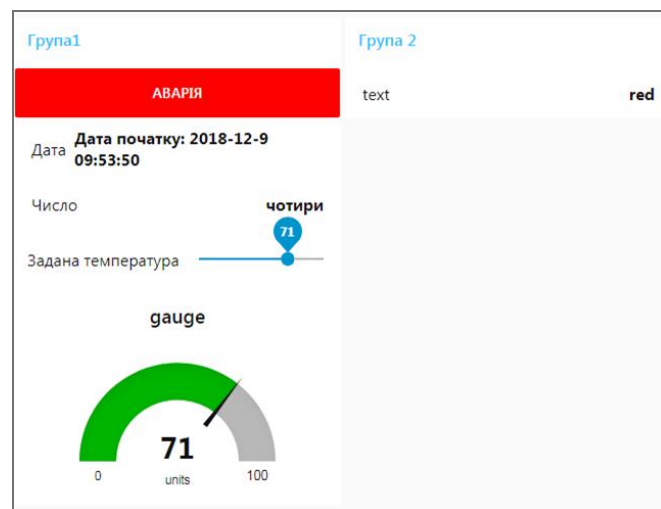 Група1
АВАРІЯ
Дата Дата початку: 2018-12-9
09:53:50
Число чотири
71
Задана температура
gauge
71
0 units 100
Група 2
text red